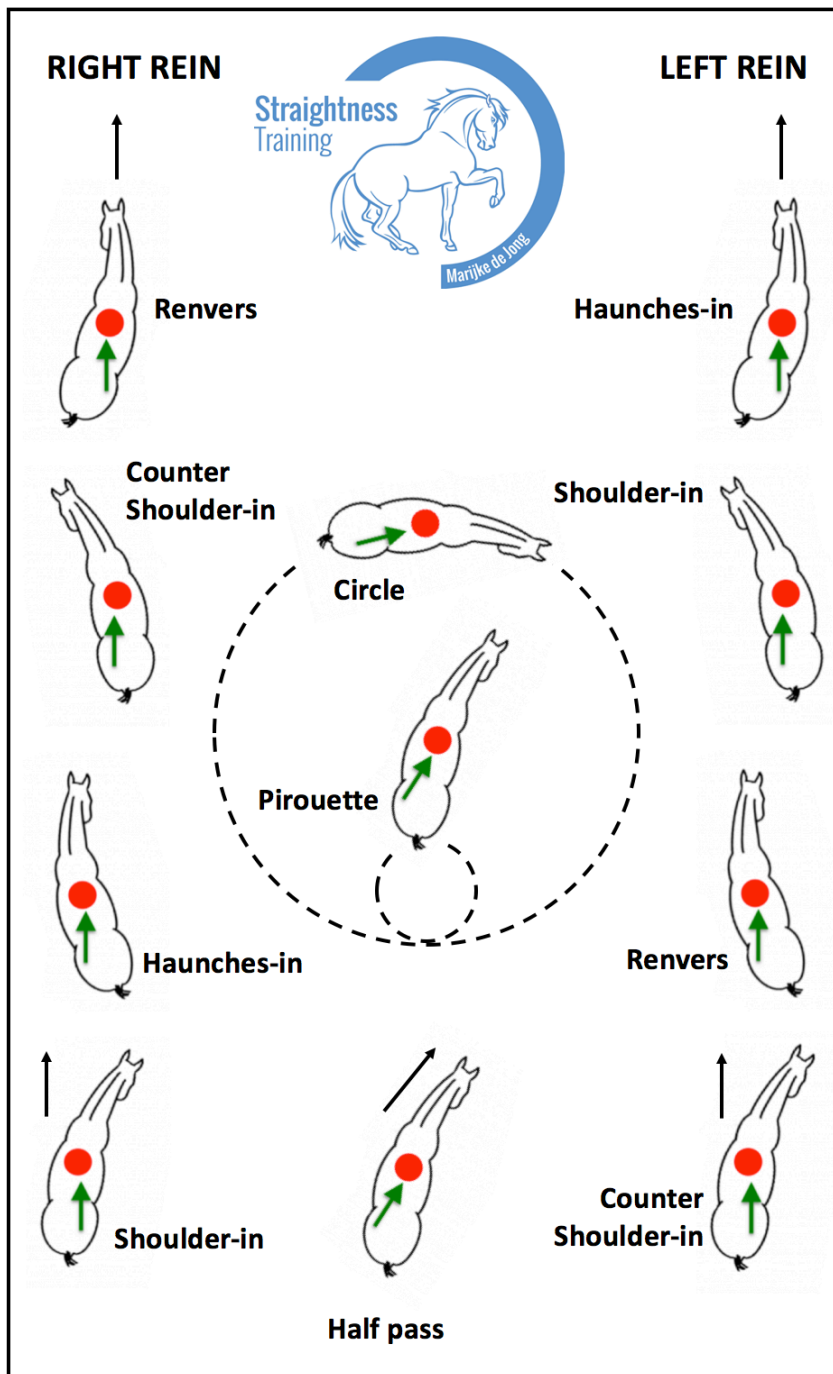 RIGHT REIN
LEFT REIN
Straightness
Training
Marijke de Jong
Renvers
Haunches-in
Counter
Shoulder-in
Shoulder-in
Circle
Pirouette
Haunches-in
Renvers
Shoulder-in
Counter
Shoulder-in
Half pass